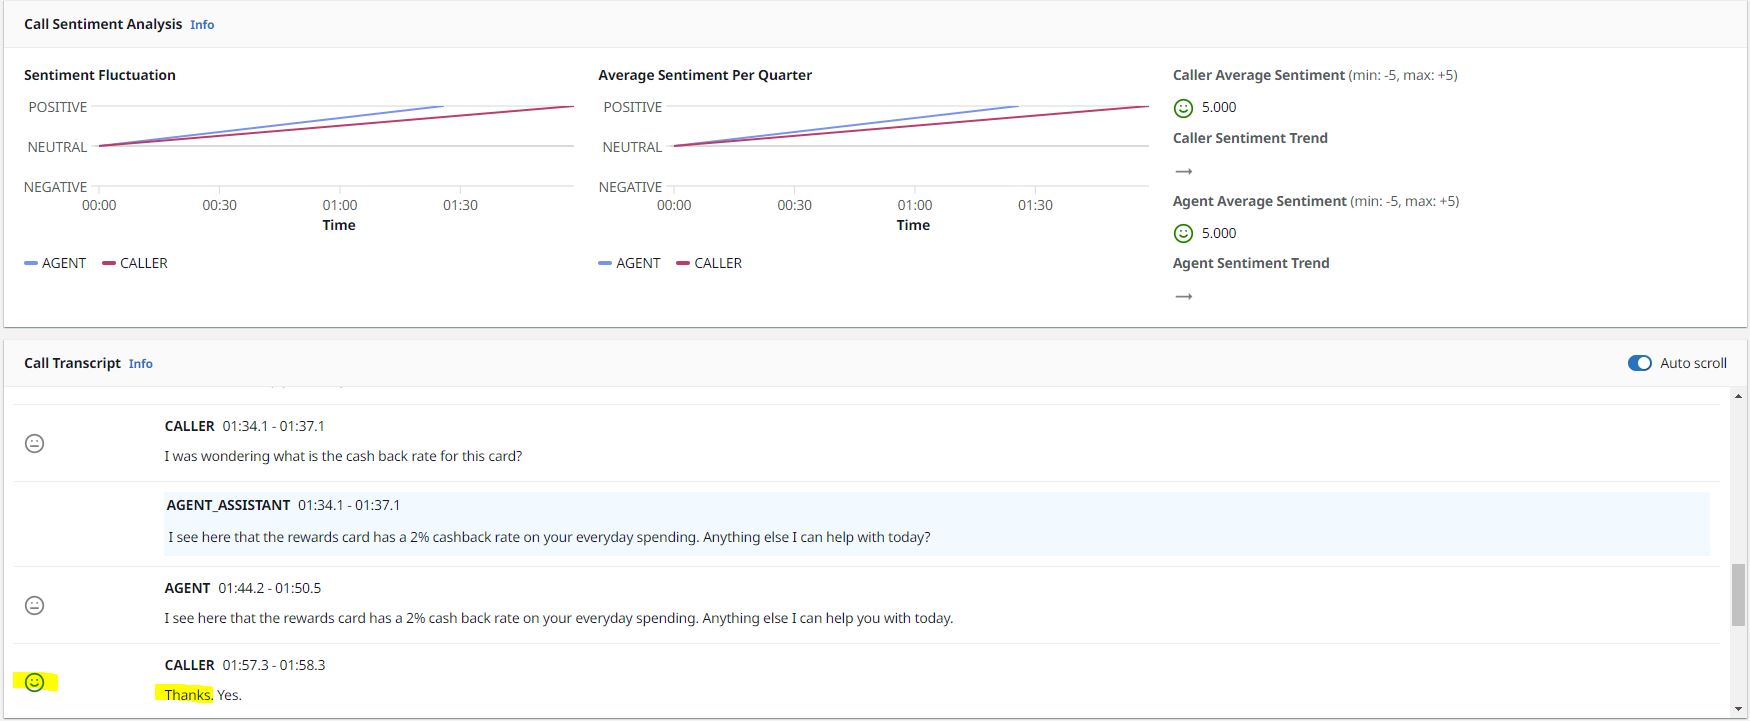 Call Sentiment Analysis Info
Sentiment Fluctuation
POSITIVE
NEUTRAL
NEGATIVE
00:00 00:30 01:00 01:30
Time
AGENT CALLER
Average Sentiment Per Quarter
POSITIVE
NEUTRAL
NEGATIVE
00:00 00:30 01:00 01:30
Time
AGENT CALLER
Caller Average Sentiment (min: -5, max: +5)
5.000
Caller Sentiment Trend
Agent Average Sentiment (min: -5, max: +5)
5.000
Agent Sentiment Trend
Call Transcript Info
Auto scroll
CALLER 01:34.1 - 01:37.1
I was wondering what is the cash back rate for this card?
AGENT_ASSISTANT 01:34.1 - 01:37.1
I see here that the rewards card has a 2% cashback rate on your everyday spending. Anything else I can help with today?
AGENT 01:44.2 - 01:50.5
I see here that the rewards card has a 2% cash back rate on your everyday spending. Anything else I can help you with today.
CALLER 01:57.3 - 01:58.3
Thanks. Yes.